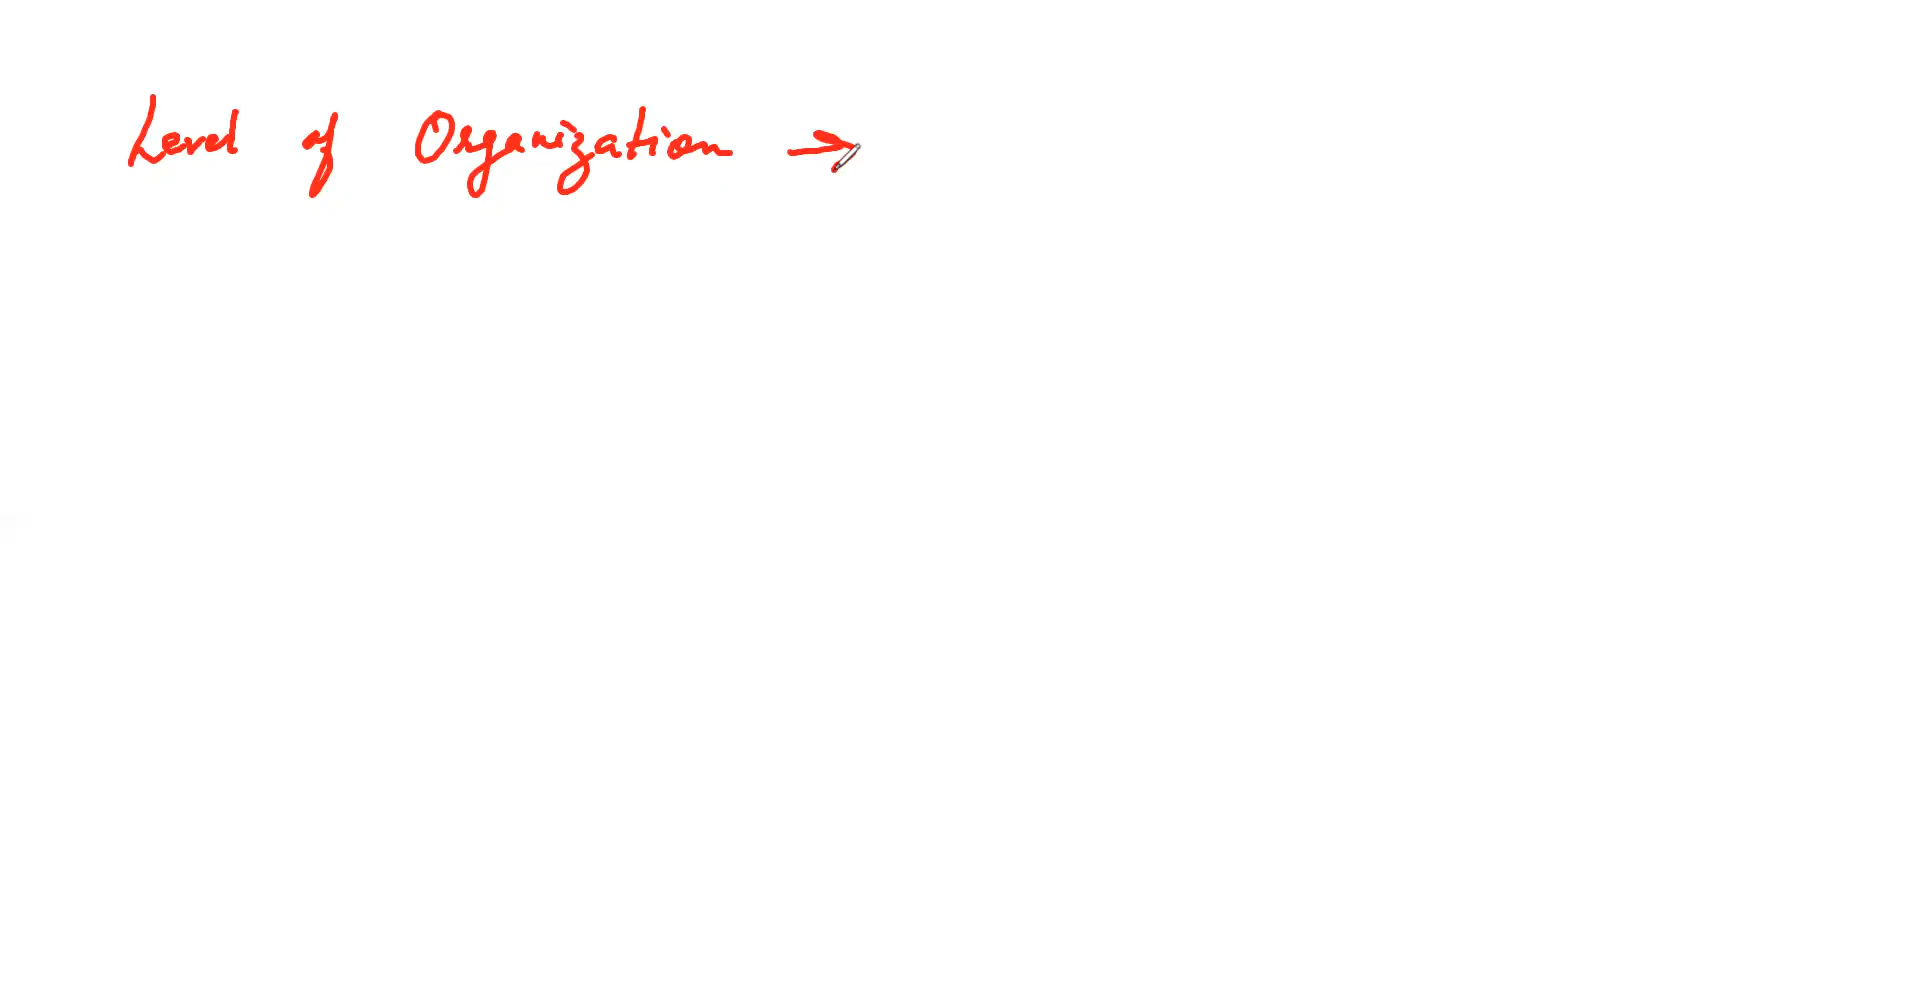 Level of Organization →